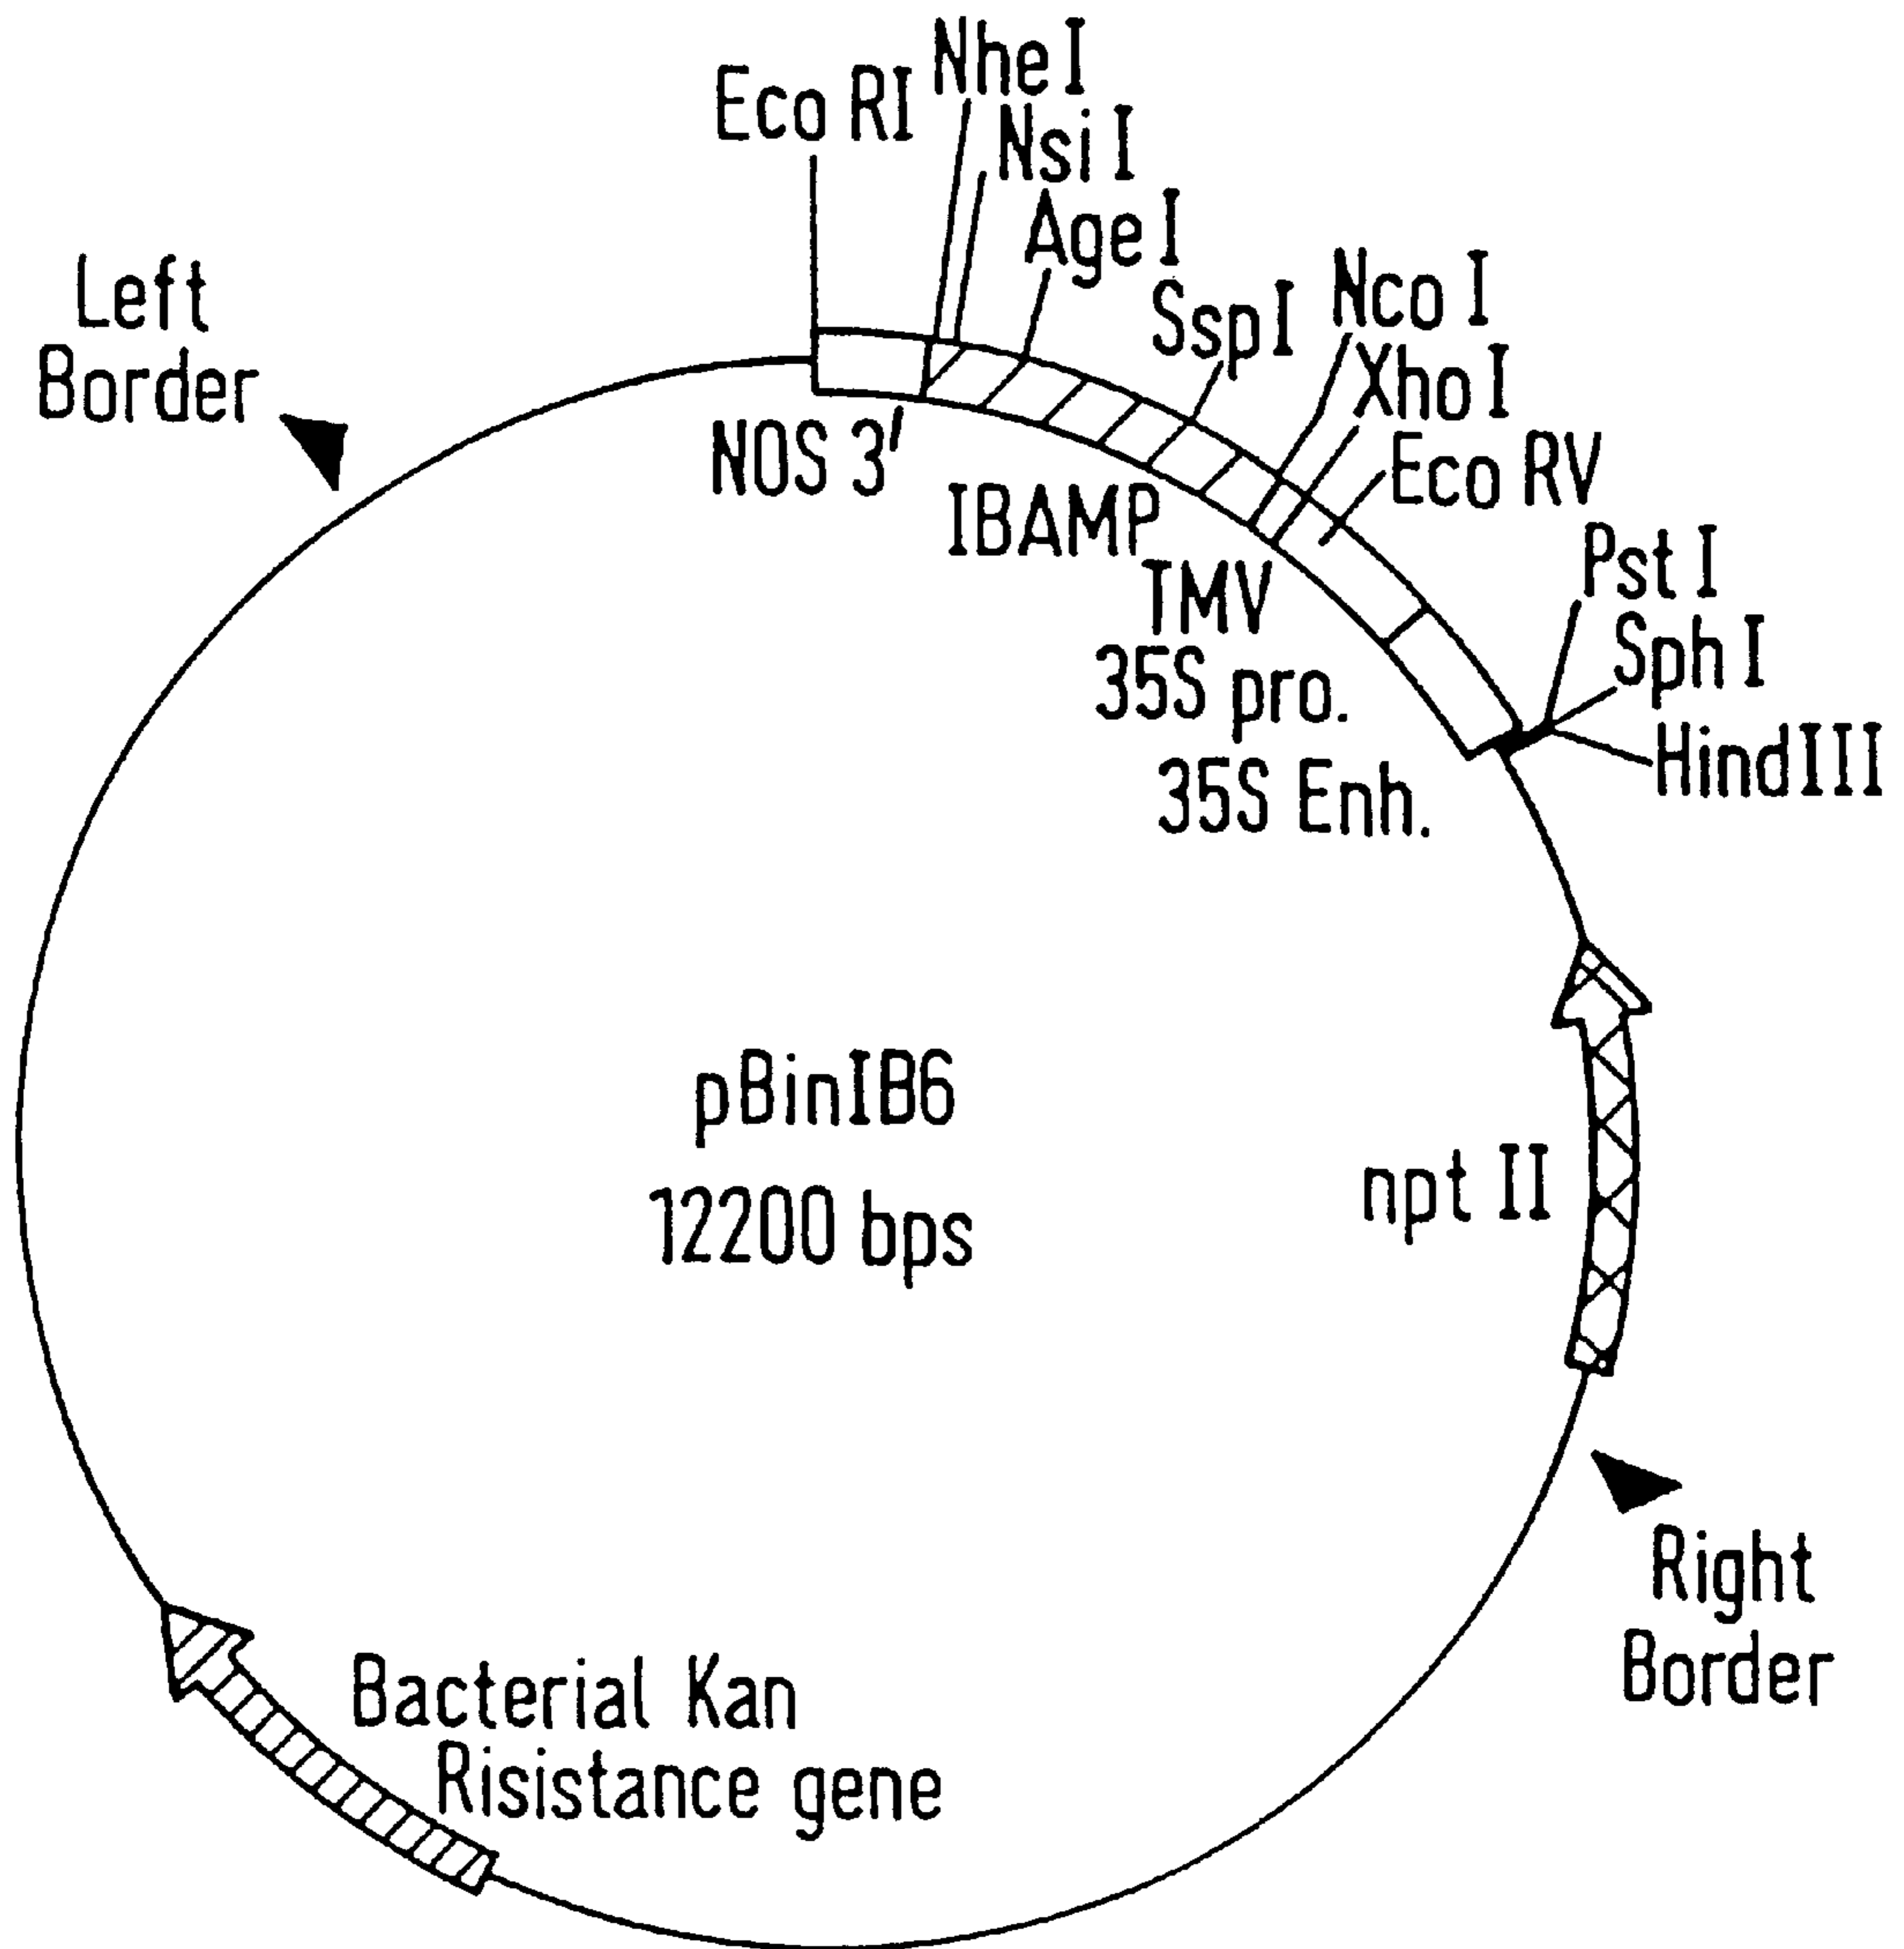 Nhe I
Eco RI
Nsi I
Age I
Ssp I
Nco I
Xho I
Eco RV
Pst I
Sph I
HindIII
Left
Border
NOS 3'
IBAMP
TMV
35S pro.
35S Enh.
pBinIB6
12200 bps
npt II
Right
Border
Bacterial Kan
Risistance gene